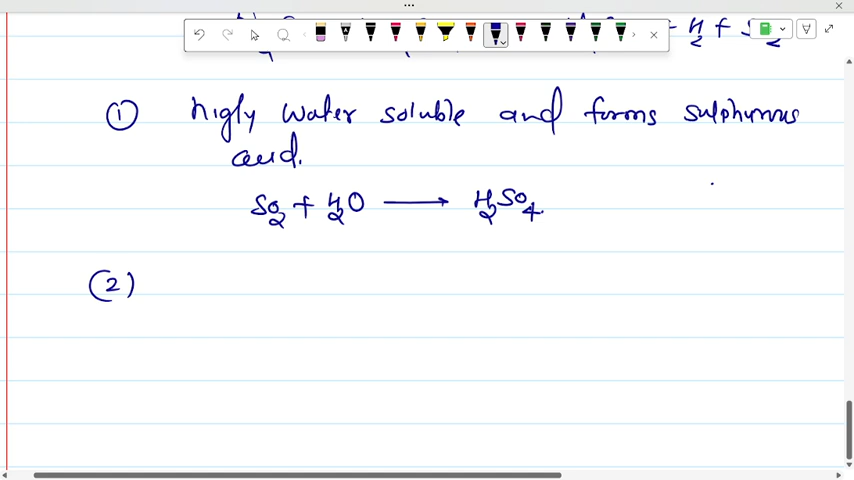 ① higly water soluble and forms sulphurous
acid.
SO₂ + H₂O ⟶ H₂SO₄.
(2)